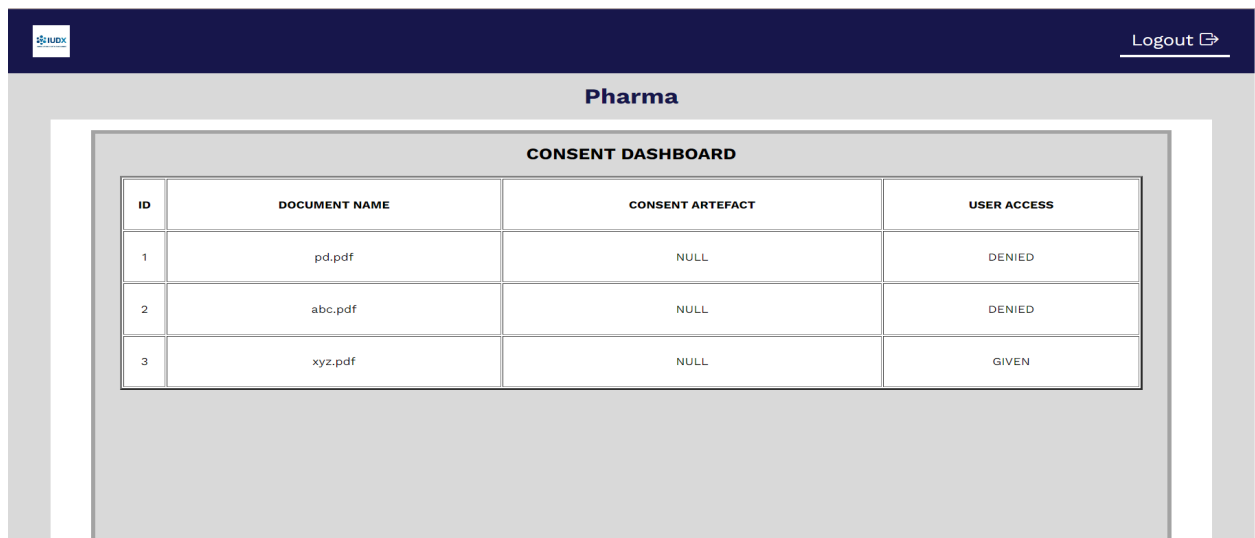 IUDX
Logout
Pharma
CONSENT DASHBOARD
ID DOCUMENT NAME CONSENT ARTEFACT USER ACCESS
1 pd.pdf NULL DENIED
2 abc.pdf NULL DENIED
3 xyz.pdf NULL GIVEN